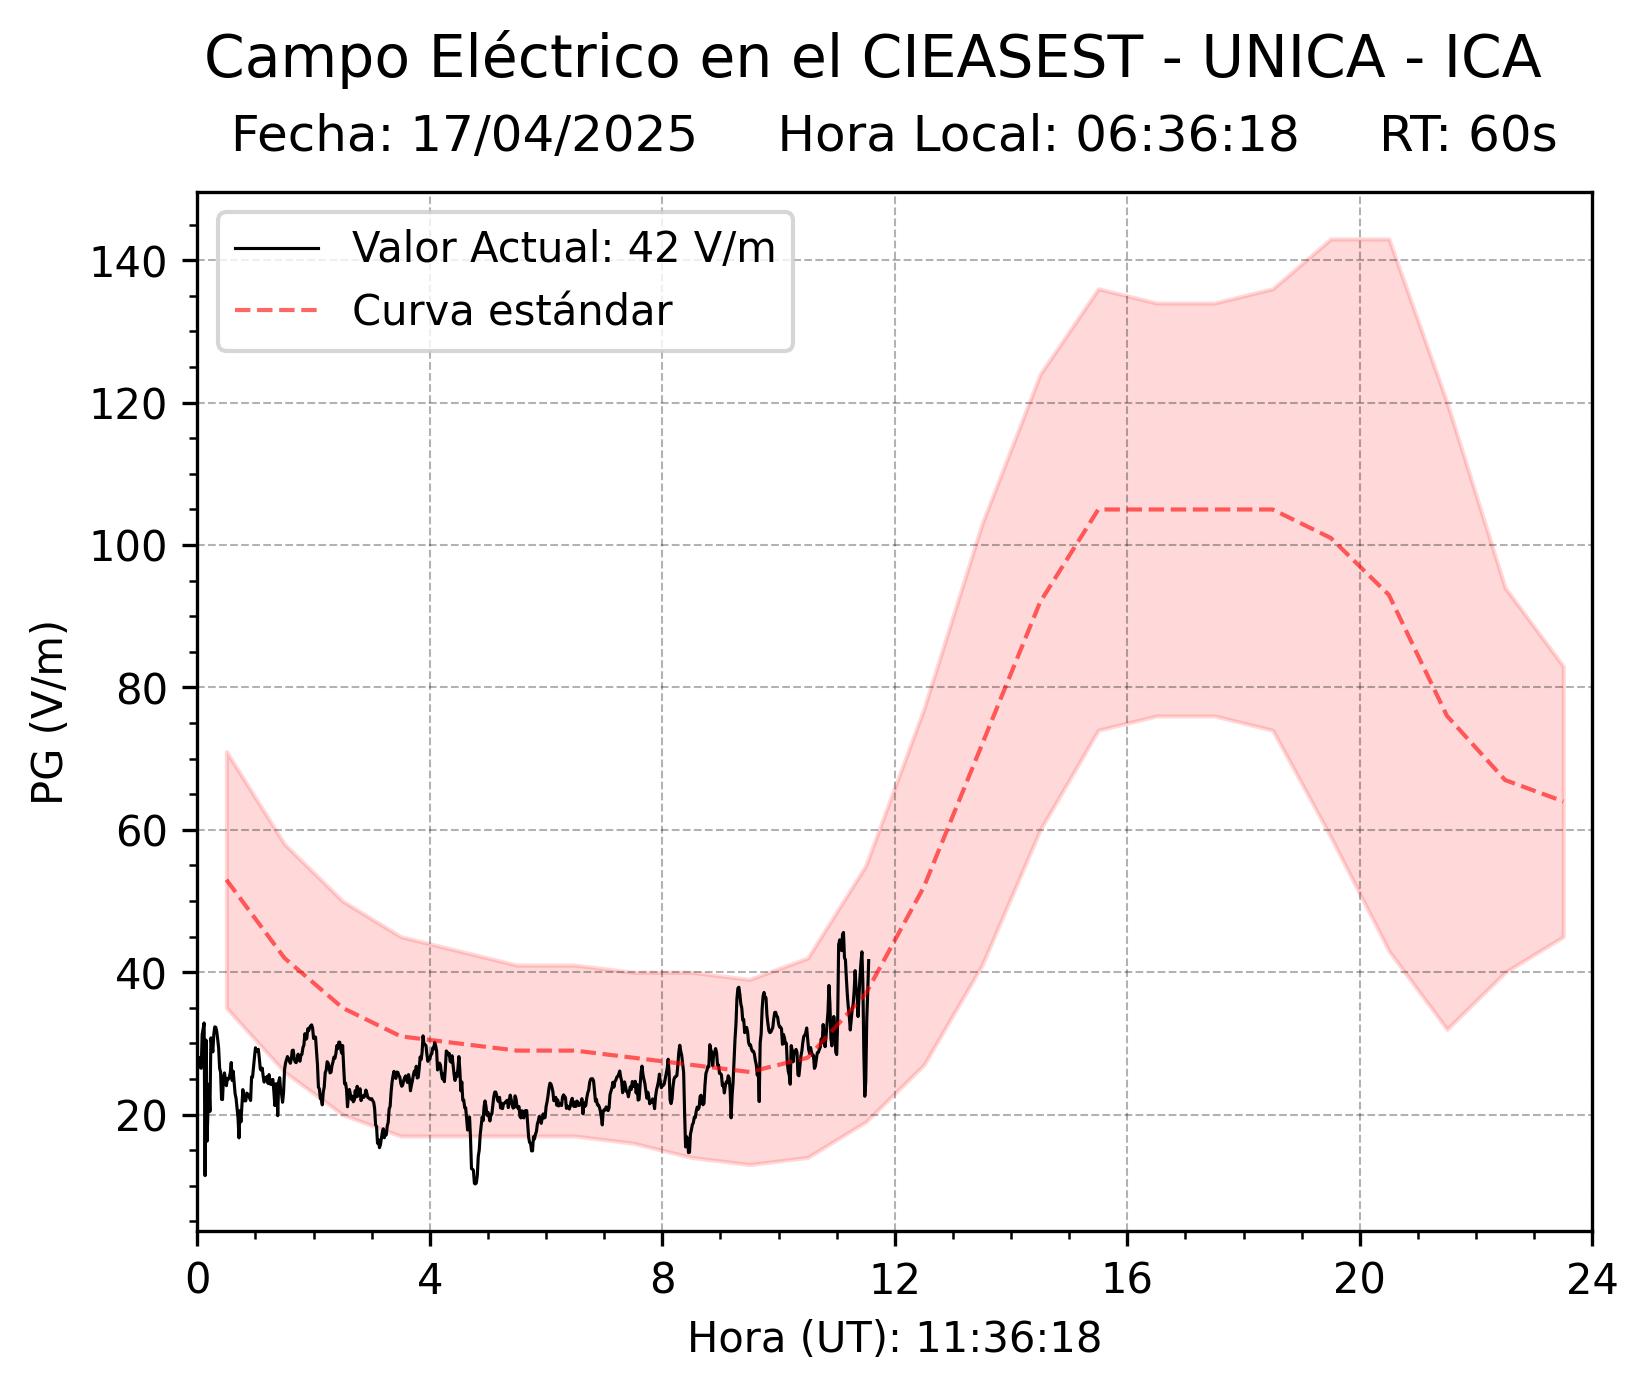 Campo Eléctrico en el CIEASEST - UNICA - ICA
Fecha: 17/04/2025 Hora Local: 06:36:18 RT: 60s
Valor Actual: 42 V/m
Curva estándar
140
120
100
80
60
40
20
PG (V/m)
0 4 8 12 16 20 24
Hora (UT): 11:36:18